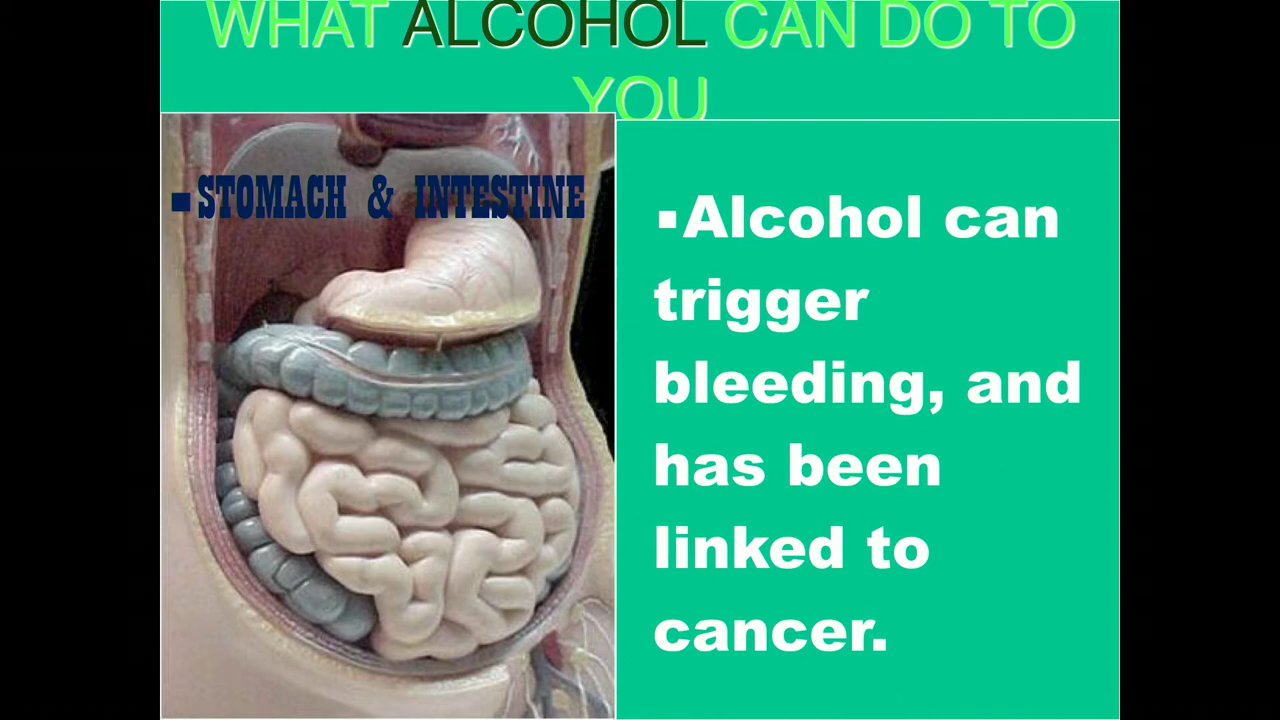 WHAT ALCOHOL CAN DO TO
YOU
▪STOMACH & INTESTINE
▪Alcohol can
trigger
bleeding, and
has been
linked to
cancer.